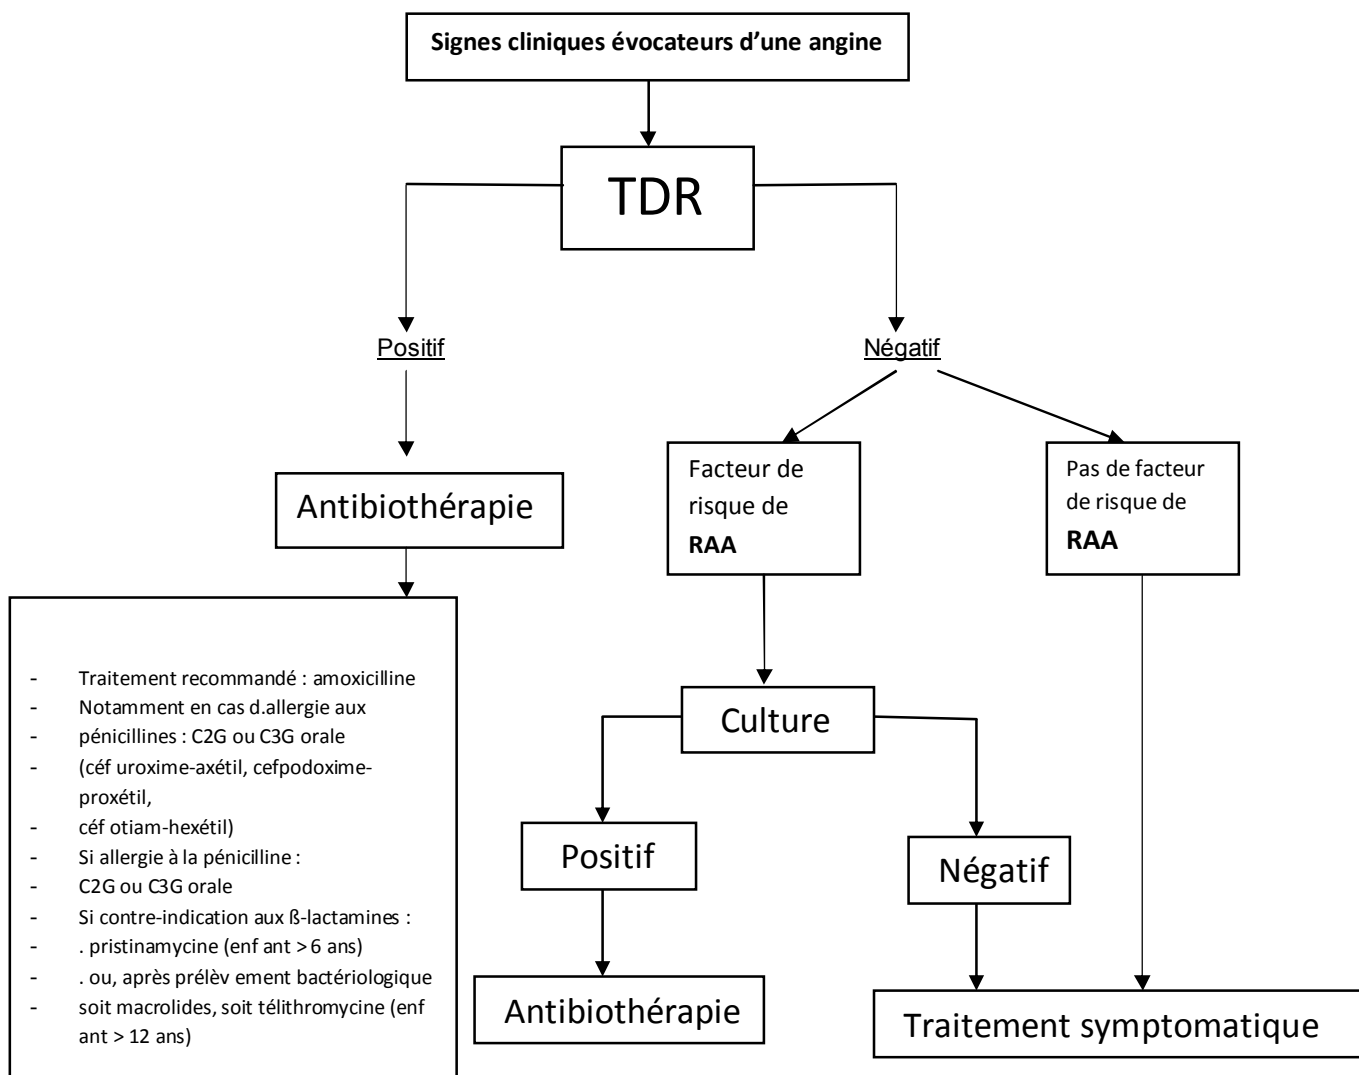 Signes cliniques évocateurs d’une angine
TDR
Positif
Négatif
Antibiothérapie
Facteur de
risque de
RAA
Pas de facteur
de risque de
RAA
- Traitement recommandé : amoxicilline
- Notamment en cas d.allergie aux
- pénicillines : C2G ou C3G orale
- (céf uroxime-axétil, cefpodoxime-
proxétil,
- céf otiam-hexétil)
- Si allergie à la pénicilline :
- C2G ou C3G orale
- Si contre-indication aux ß-lactamines :
- . pristinamycine (enf ant > 6 ans)
- . ou, après prélèv ement bactériologique
- soit macrolides, soit télithromycine (enf
ant > 12 ans)
Culture
Positif
Négatif
Antibiothérapie
Traitement symptomatique